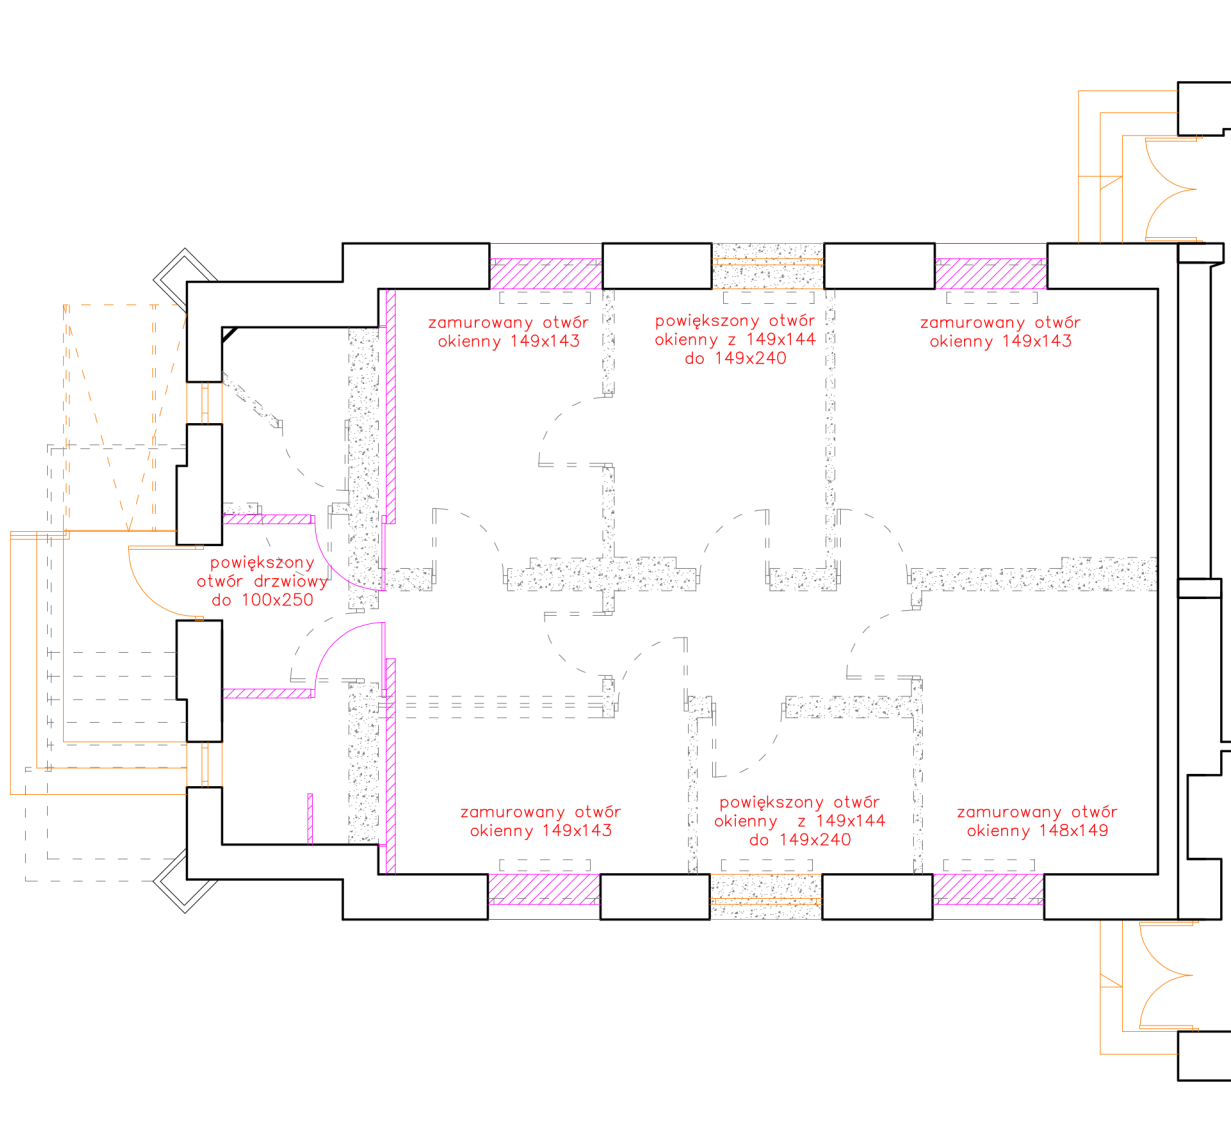 zamurowany otwór
okienny 149x143
powiększony otwór
okienny z 149x144
do 149x240
zamurowany otwór
okienny 149x143
powiększony
otwór drzwiowy
do 100x250
zamurowany otwór
okienny 149x143
powiększony otwór
okienny z 149x144
do 149x240
zamurowany otwór
okienny 148x149